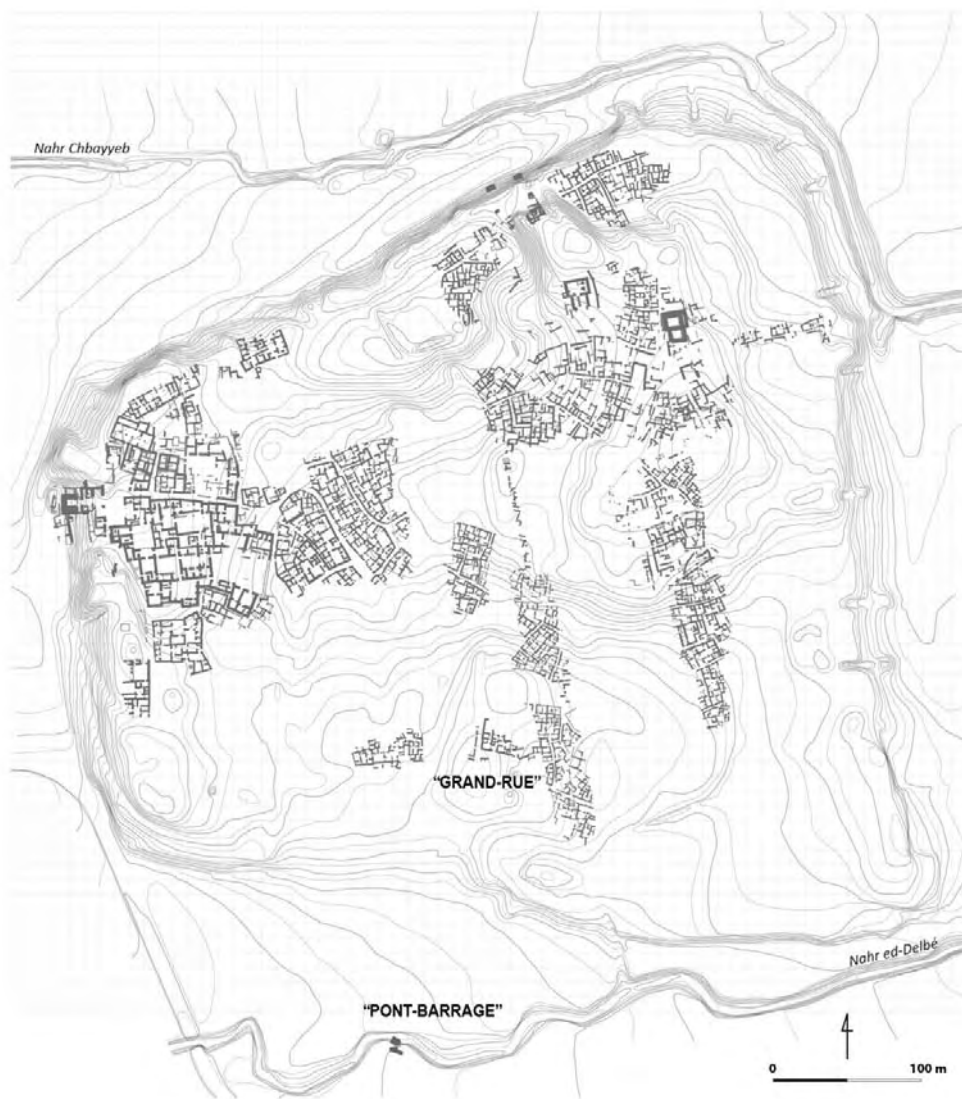 Nahr Chbayyeb
“GRAND-RUE”
Nahr ed-Delbé
“PONT-BARRAGE”
0 100 m